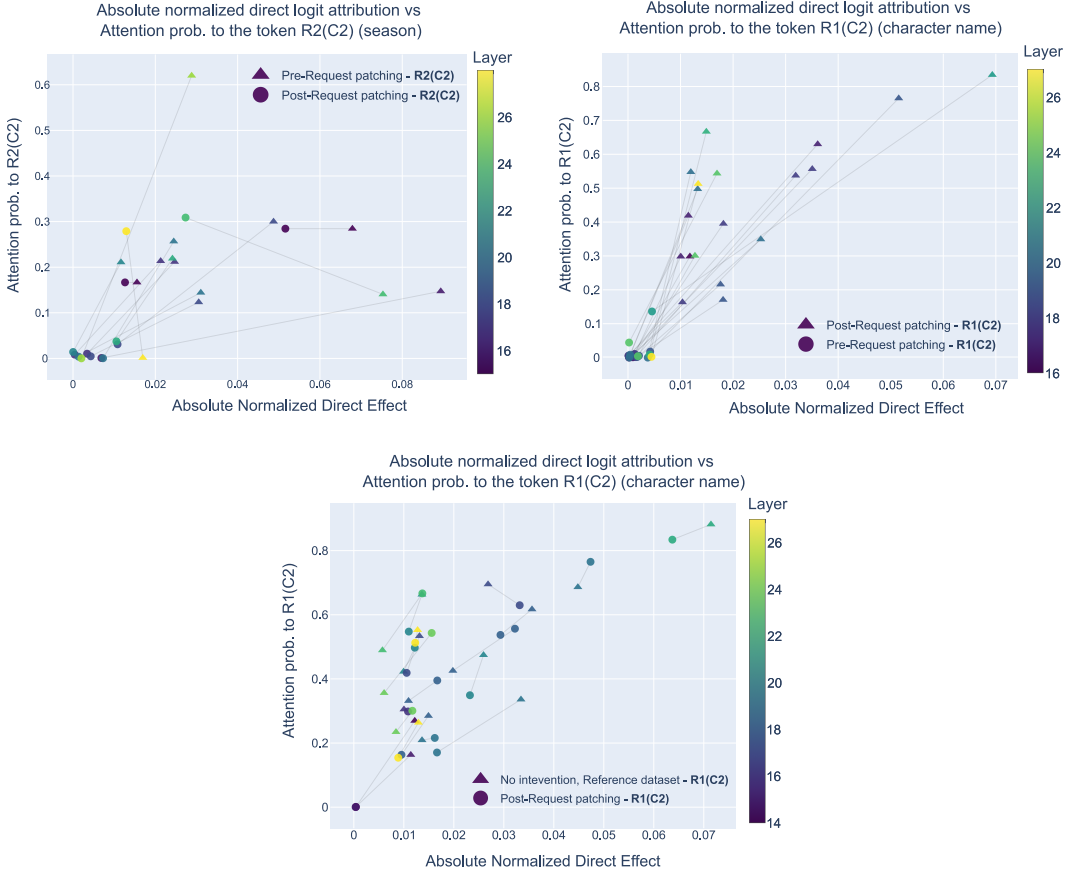 Absolute normalized direct logit attribution vs
Attention prob. to the token R2(C2) (season)
Layer
Pre-Request patching - R2(C2)
Post-Request patching - R2(C2)
Attention prob. to R2(C2)
0.6
0.5
0.4
0.3
0.2
0.1
0
0
0.02
0.04
0.06
0.08
Absolute Normalized Direct Effect
26
24
22
20
18
16
Absolute normalized direct logit attribution vs
Attention prob. to the token R1(C2) (character name)
Layer
Attention prob. to R1(C2)
0.8
0.7
0.6
0.5
0.4
0.3
0.2
0.1
0
Post-Request patching - R1(C2)
Pre-Request patching - R1(C2)
0
0.01
0.02
0.03
0.04
0.05
0.06
0.07
Absolute Normalized Direct Effect
26
24
22
20
18
16
Absolute normalized direct logit attribution vs
Attention prob. to the token R1(C2) (character name)
Layer
Attention prob. to R1(C2)
0.8
0.6
0.4
0.2
0
No intevention, Reference dataset - R1(C2)
Post-Request patching - R1(C2)
0
0.01
0.02
0.03
0.04
0.05
0.06
0.07
Absolute Normalized Direct Effect
26
24
22
20
18
16
14